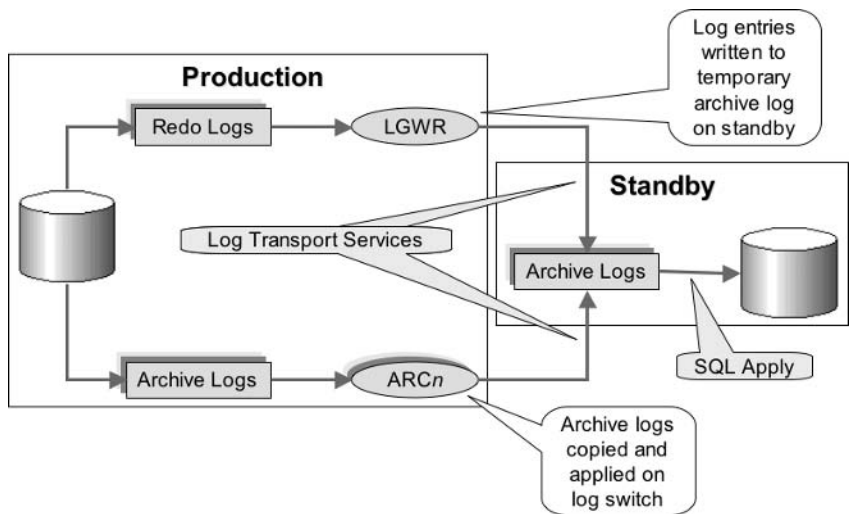 Log entries
written to
temporary
archive log
on standby
Production
Redo Logs
LGWR
Standby
Log Transport Services
Archive Logs
SQL Apply
Archive Logs
ARCn
Archive logs
copied and
applied on
log switch